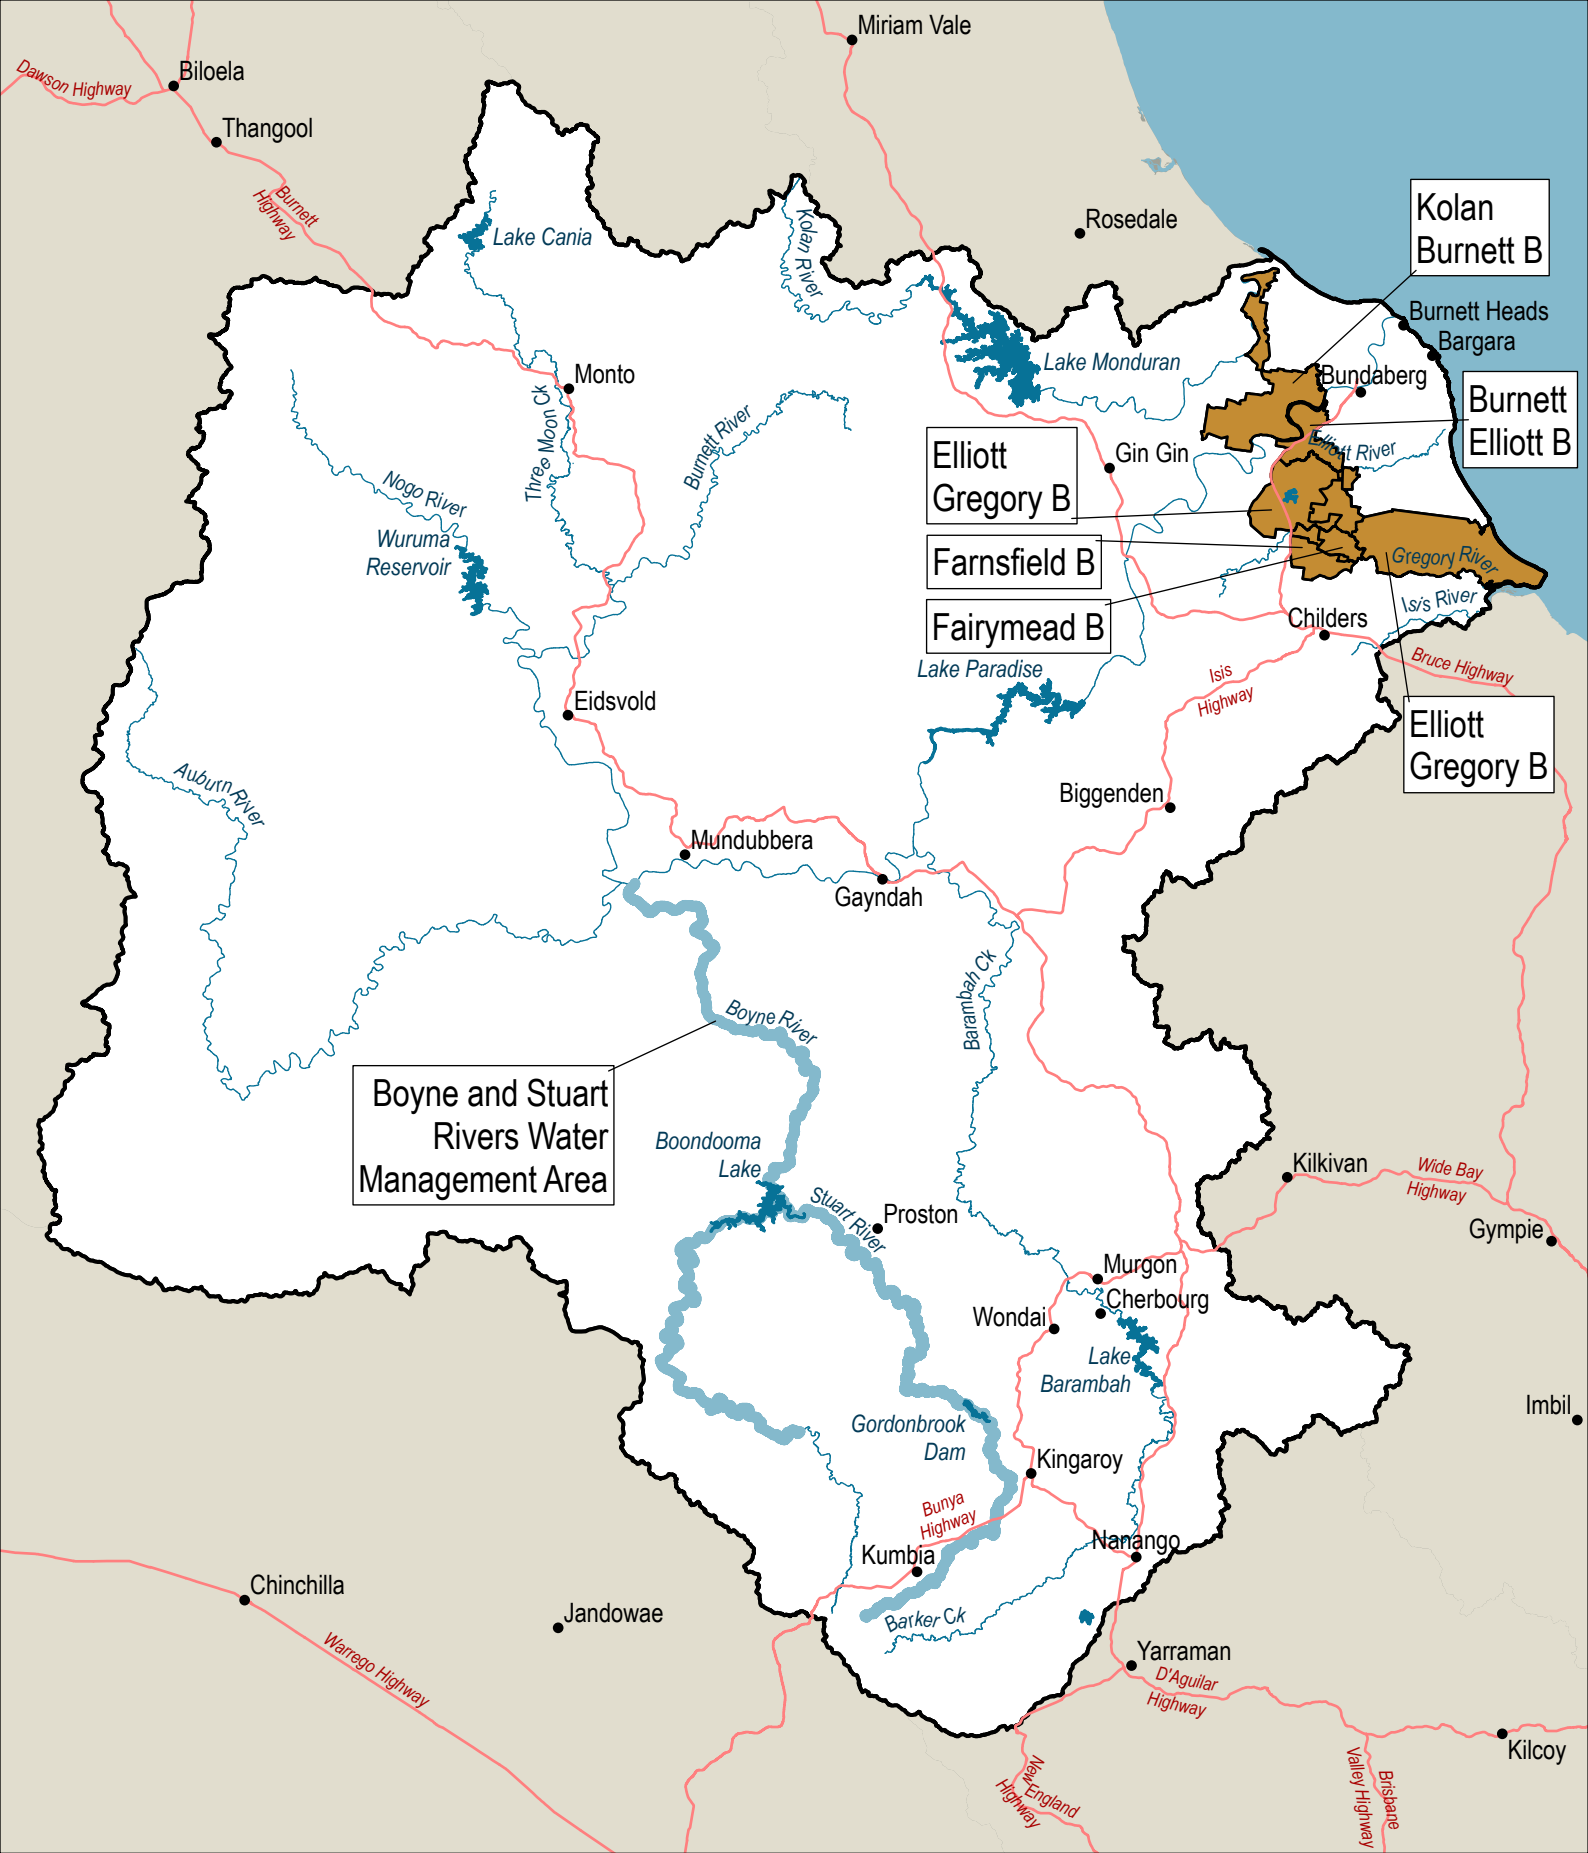 Miriam Vale
Biloela
Dawson Highway
Thangool
Burnett
Highway
Kolan
Burnett B
Rosedale
Kolan River
Lake Cania
Burnett Heads
Bargara
Lake Monduran
Bundaberg
Monto
Burnett
Elliott B
Three Moon Ck
Burnett River
Elliott
Gregory B
Gin Gin
Elliott River
Nogo River
Wuruma
Reservoir
Farnsfield B
Gregory River
Fairymead B
Isis River
Childers
Lake Paradise
Isis
Highway
Bruce Highway
Eidsvold
Elliott
Gregory B
Auburn River
Biggenden
Mundubbera
Gayndah
Barambah Ck
Boyne River
Boyne and Stuart
Rivers Water
Management Area
Boondooma
Lake
Kilkivan
Wide Bay
Highway
Stuart River
Proston
Gympie
Murgon
Cherbourg
Wondai
Lake
Barambah
Imbil
Gordonbrook
Dam
Kingaroy
Bunya
Highway
Nanango
Kumbia
Chinchilla
Jandowae
Barker Ck
Warrego Highway
Yarraman
D'Aguilar
Highway
Kilcoy
New England
Highway
Brisbane
Valley Highway